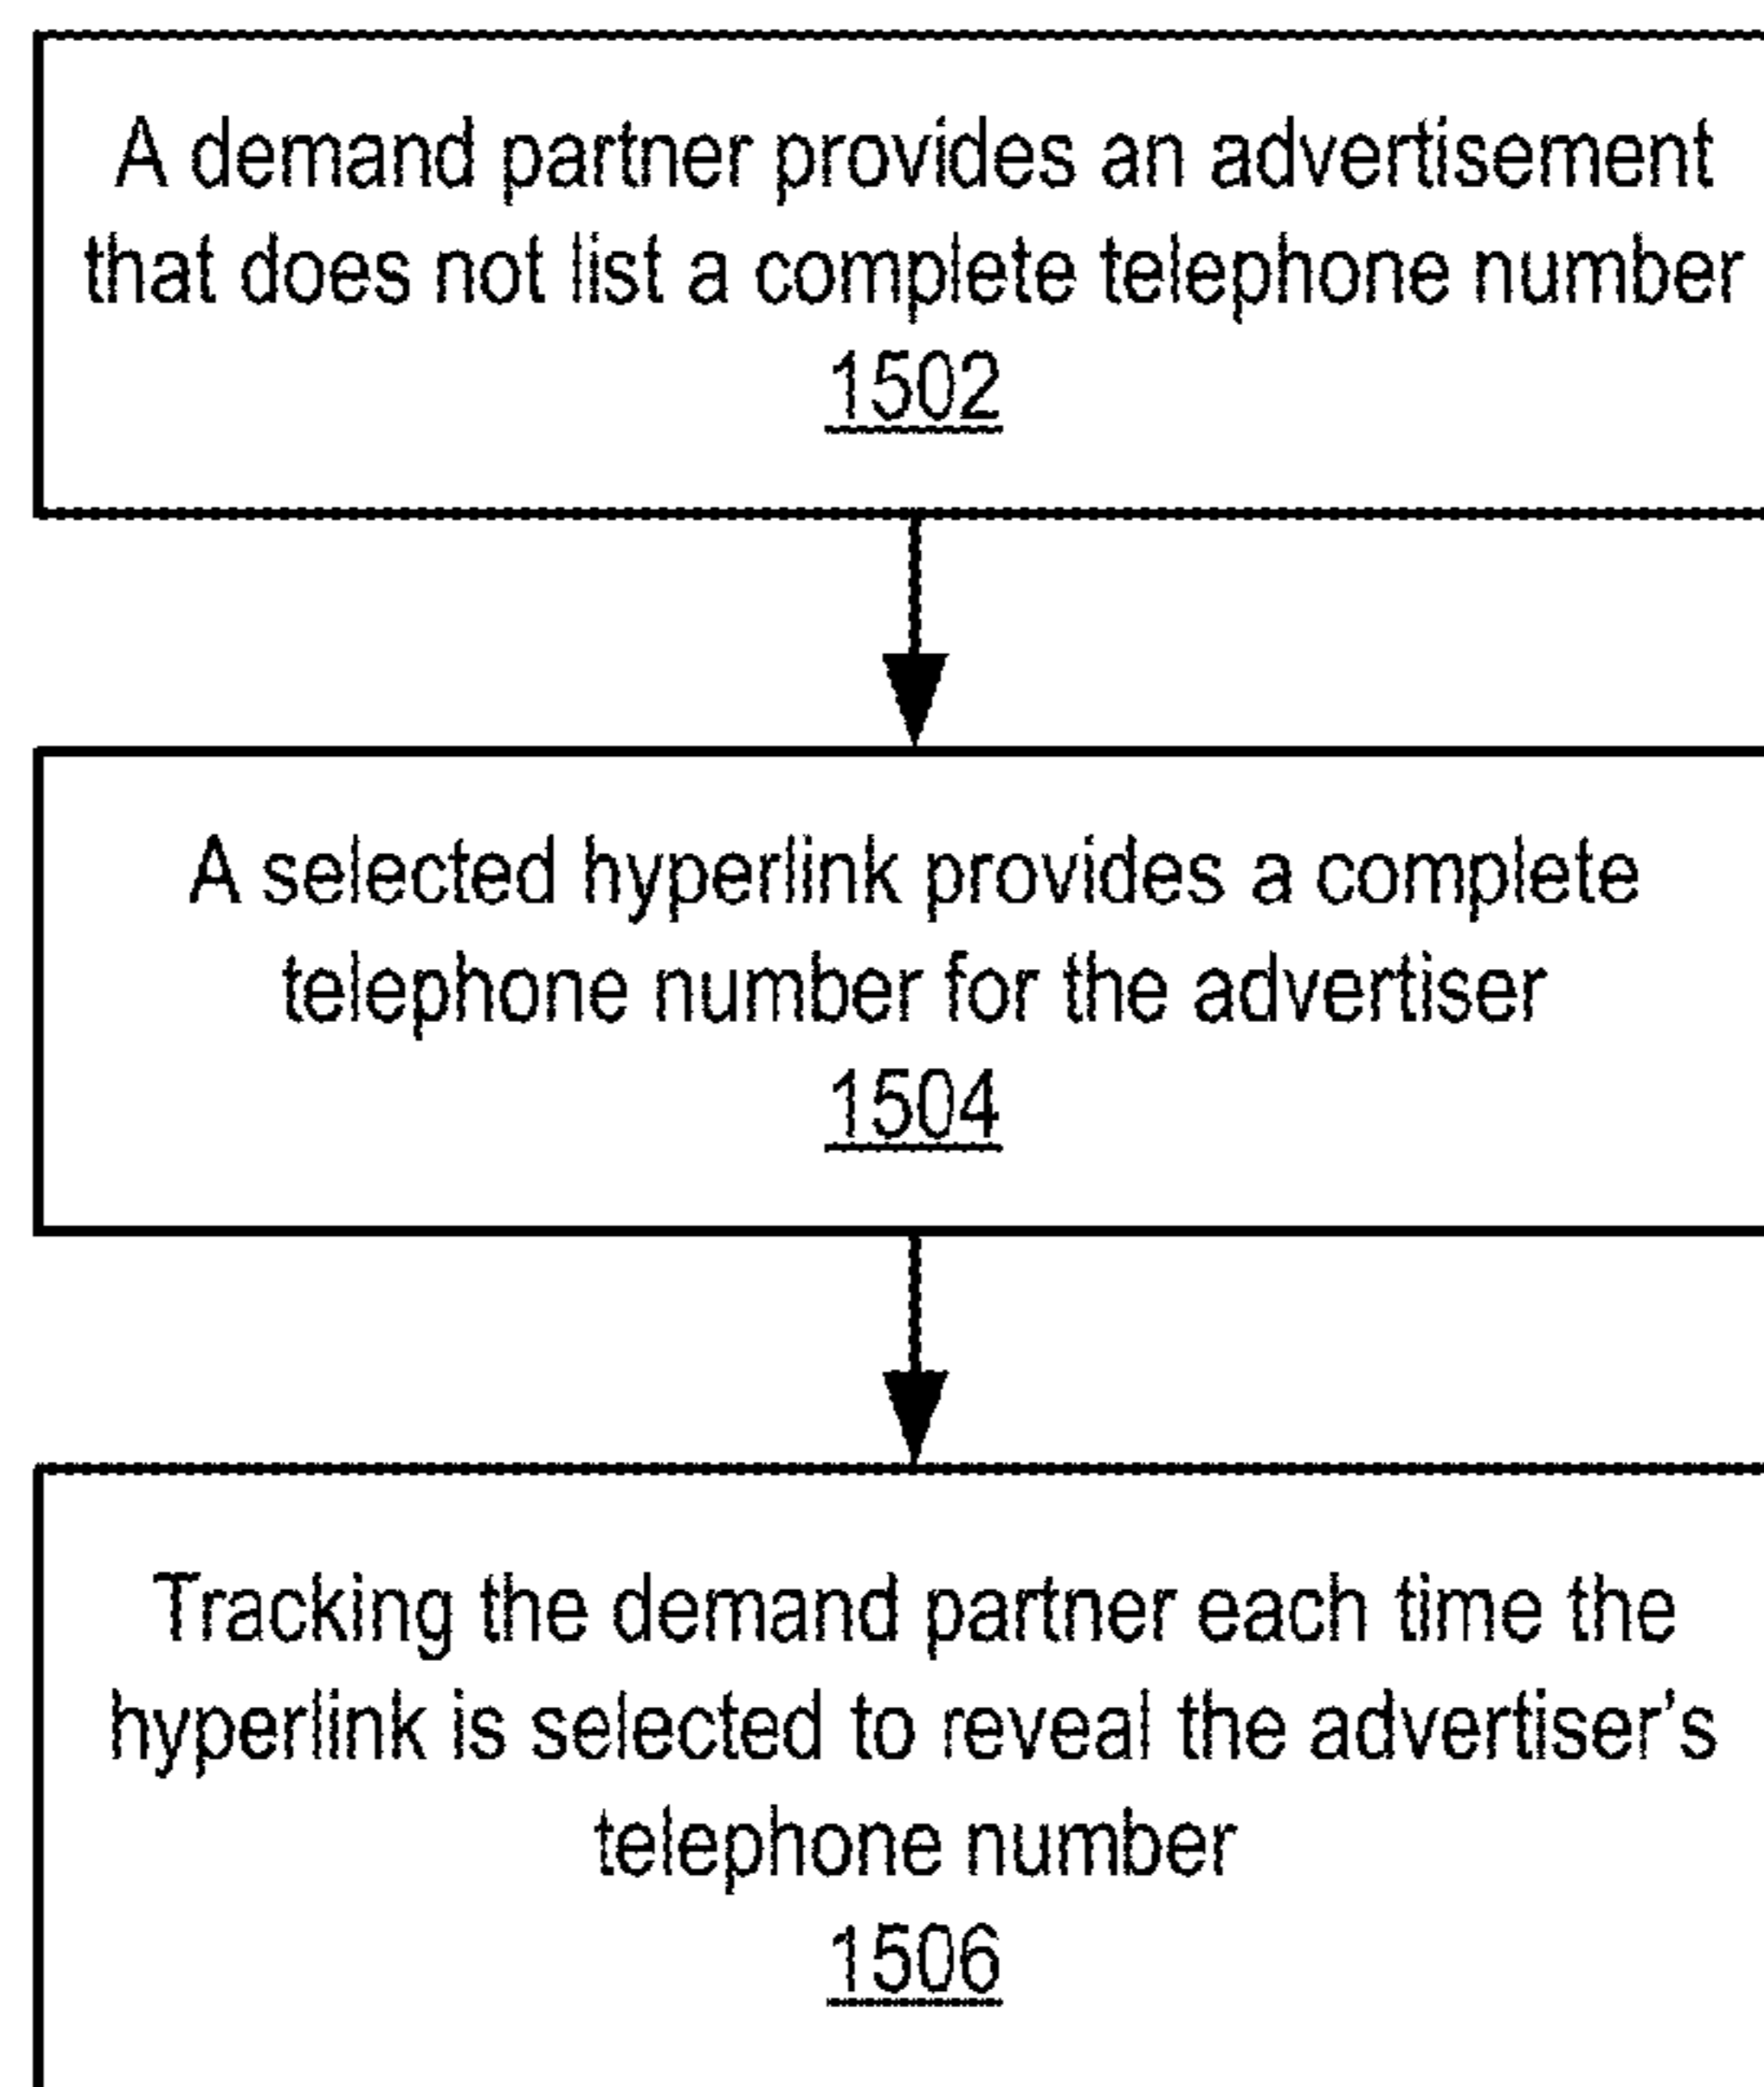 A demand partner provides an advertisement
that does not list a complete telephone number
1502
A selected hyperlink provides a complete
telephone number for the advertiser
1504
Tracking the demand partner each time the
hyperlink is selected to reveal the advertiser’s
telephone number
1506